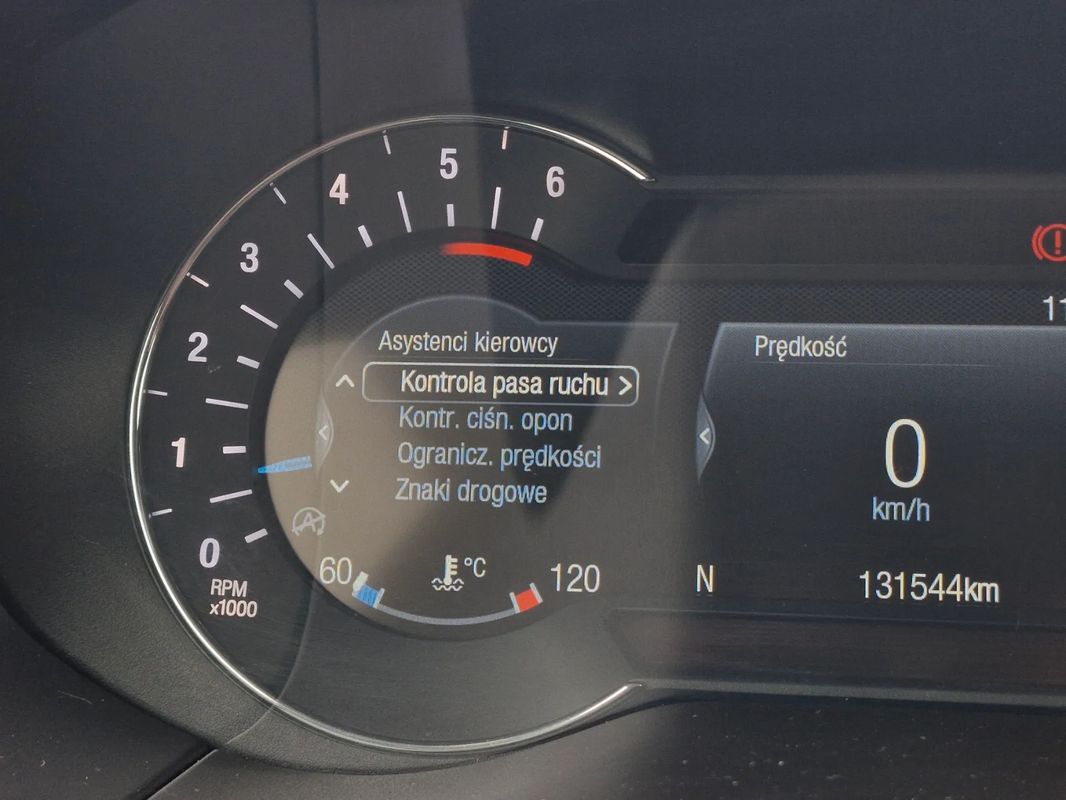 6
5
4
3
2
1
0
RPM
x1000
Asystenci kierowcy
Kontrola pasa ruchu >
Kontr. ciśn. opon
Ogranicz. prędkości
Znaki drogowe
60
°C
120
11
Prędkość
0
km/h
N
131544km